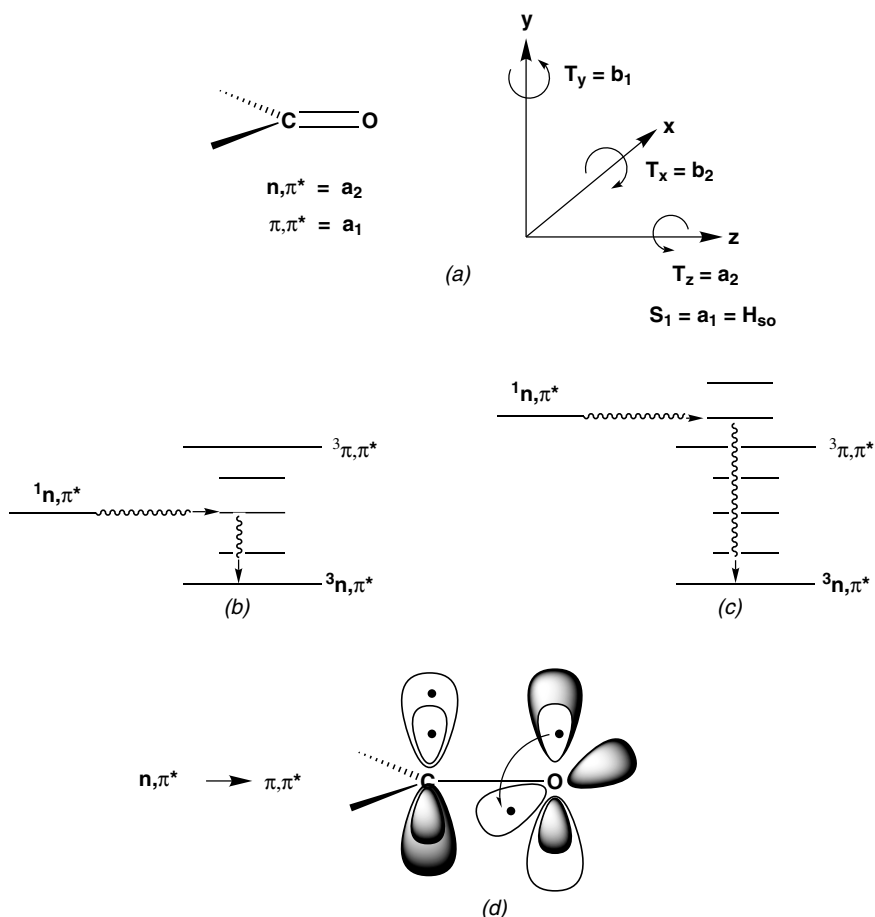 y
T_y = b_1
C O
x
T_x = b_2
n,π* = a_2
π,π* = a_1
z
(a)
T_z = a_2
S_1 = a_1 = H_so
^1n,π*
^3π,π*
^1n,π*
^3n,π*
(b)
^3π,π*
^3n,π*
(c)
n,π* → π,π*
C O
(d)